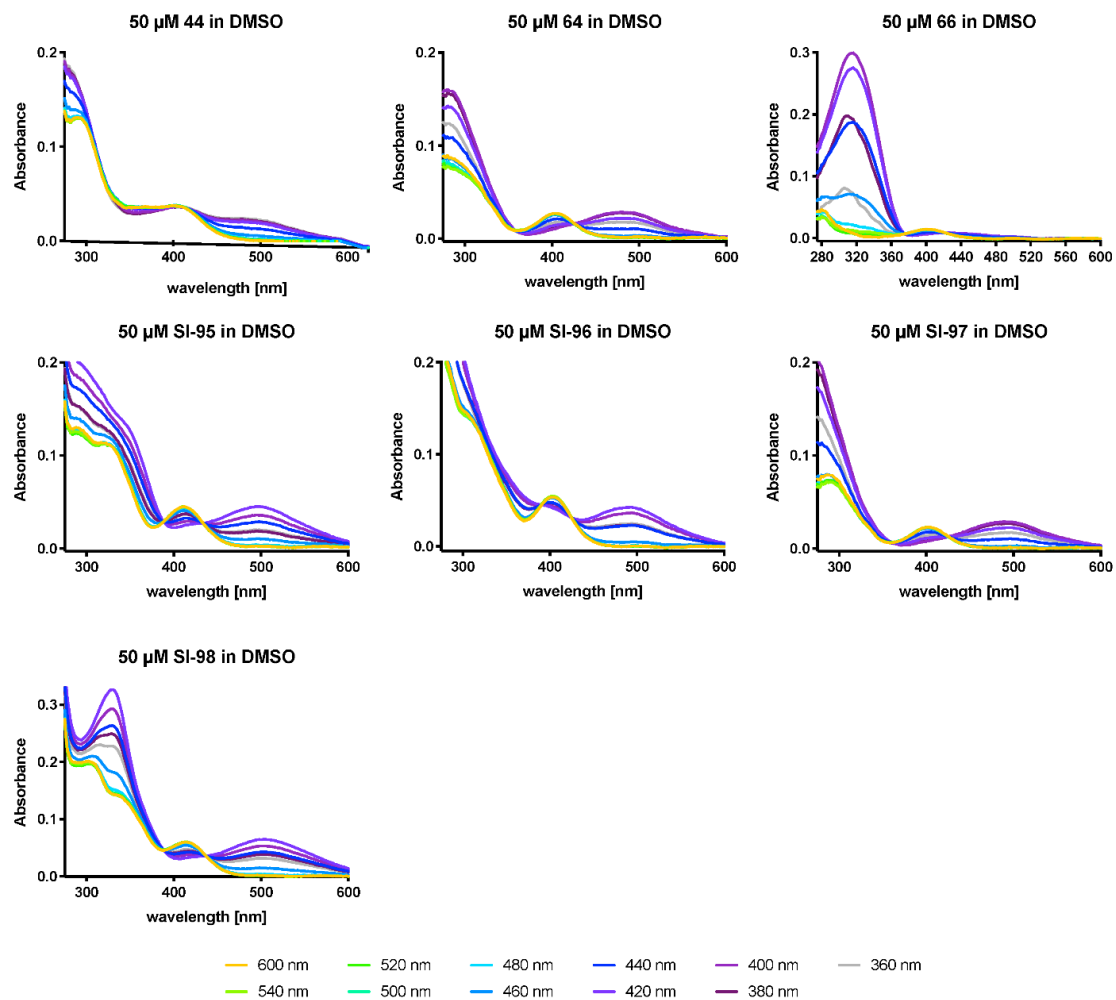 50 µM 44 in DMSO
0.2
0.1
0.0
Absorbance
300 400 500 600
wavelength [nm]
50 µM 64 in DMSO
0.2
0.1
0.0
Absorbance
300 400 500 600
wavelength [nm]
50 µM 66 in DMSO
0.3
0.2
0.1
0.0
Absorbance
280 320 360 400 440 480 520 560 600
wavelength [nm]
50 µM SI-95 in DMSO
0.2
0.1
0.0
Absorbance
300 400 500 600
wavelength [nm]
50 µM SI-96 in DMSO
0.2
0.1
0.0
Absorbance
300 400 500 600
wavelength [nm]
50 µM SI-97 in DMSO
0.2
0.1
0.0
Absorbance
300 400 500 600
wavelength [nm]
50 µM SI-98 in DMSO
0.3
0.2
0.1
0.0
Absorbance
300 400 500 600
wavelength [nm]
600 nm 520 nm 480 nm 440 nm 400 nm 360 nm
540 nm 500 nm 460 nm 420 nm 380 nm